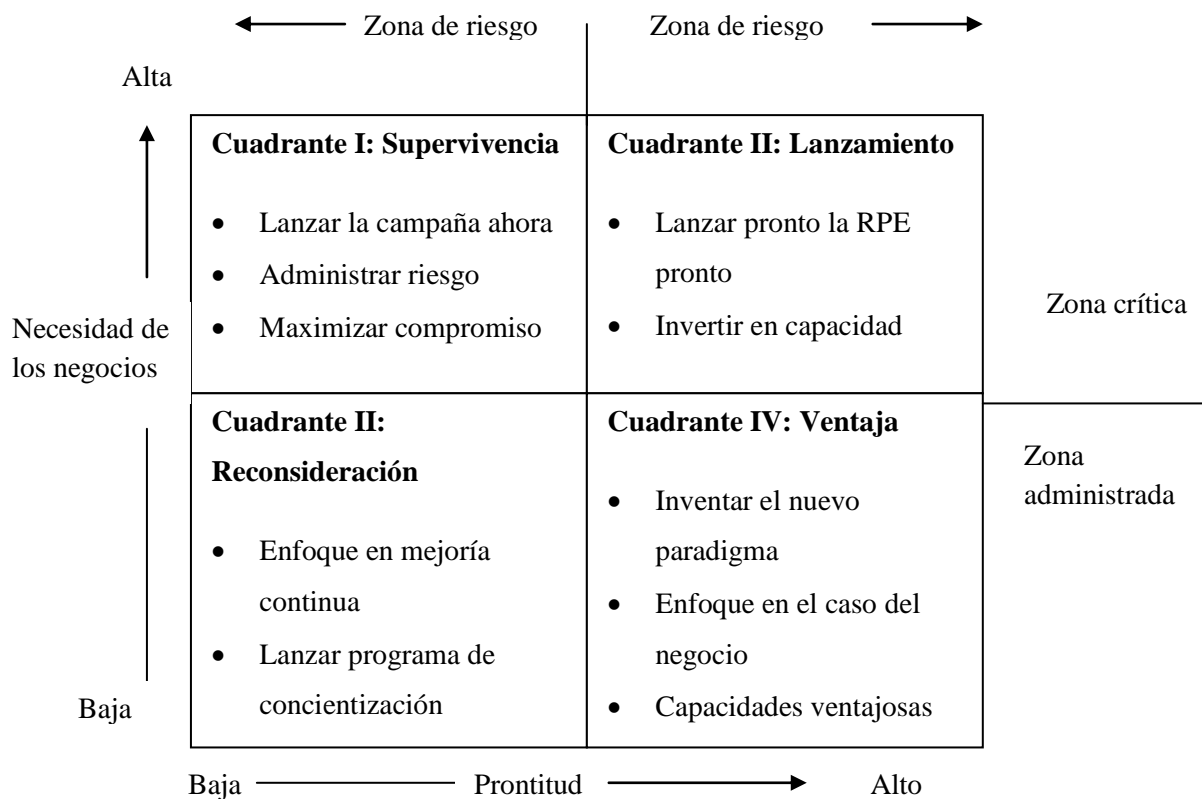 Zona de riesgo
Zona de riesgo
Alta
Cuadrante I: Supervivencia
• Lanzar la campaña ahora
• Administrar riesgo
• Maximizar compromiso
Cuadrante II: Lanzamiento
• Lanzar pronto la RPE
pronto
• Invertir en capacidad
Zona crítica
Necesidad de
los negocios
Cuadrante II:
Reconsideración
• Enfoque en mejoría
continua
• Lanzar programa de
concientización
Cuadrante IV: Ventaja
• Inventar el nuevo
paradigma
• Enfoque en el caso del
negocio
• Capacidades ventajosas
Zona
administrada
Baja
Baja
Prontitud
Alto